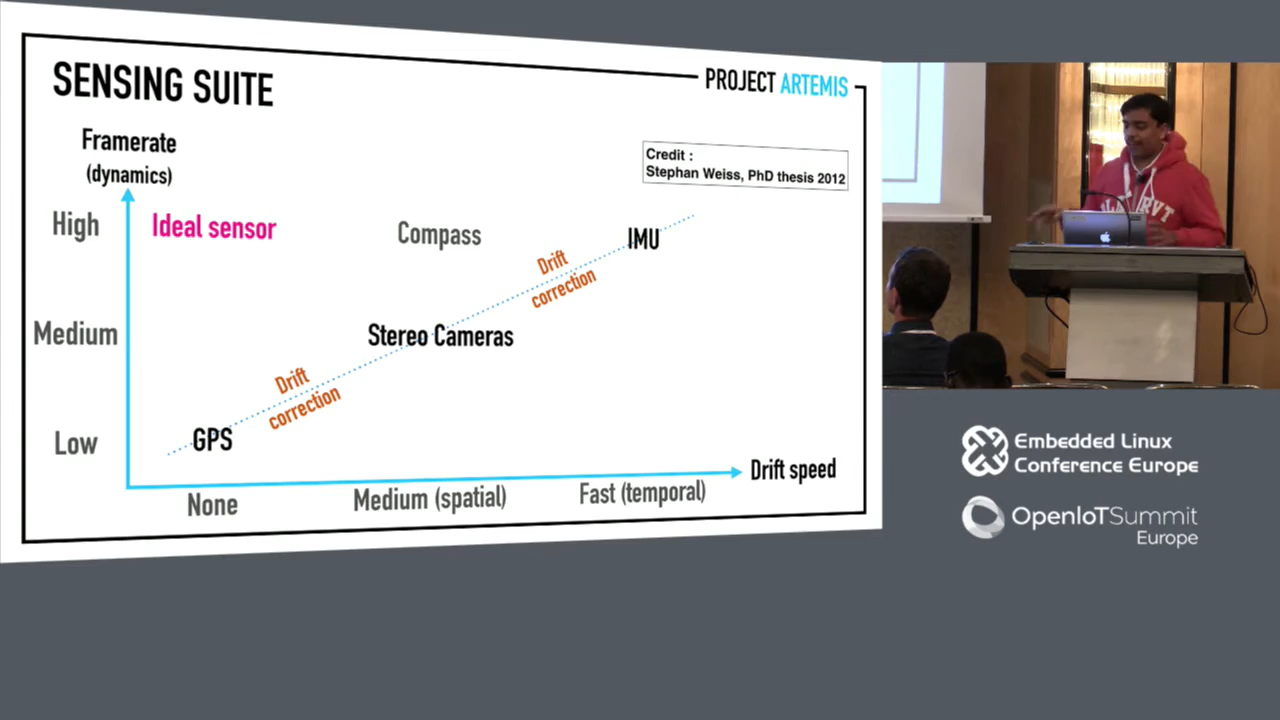 SENSING SUITE
PROJECT ARTEMIS
Framerate
(dynamics)
Credit :
Stephan Weiss, PhD thesis 2012
High
Ideal sensor
Compass
IMU
Drift
correction
Medium
Stereo Cameras
Drift
correction
Low
GPS
Drift speed
None
Medium (spatial)
Fast (temporal)
Embedded Linux
Conference Europe
OpenIoTSummit
Europe